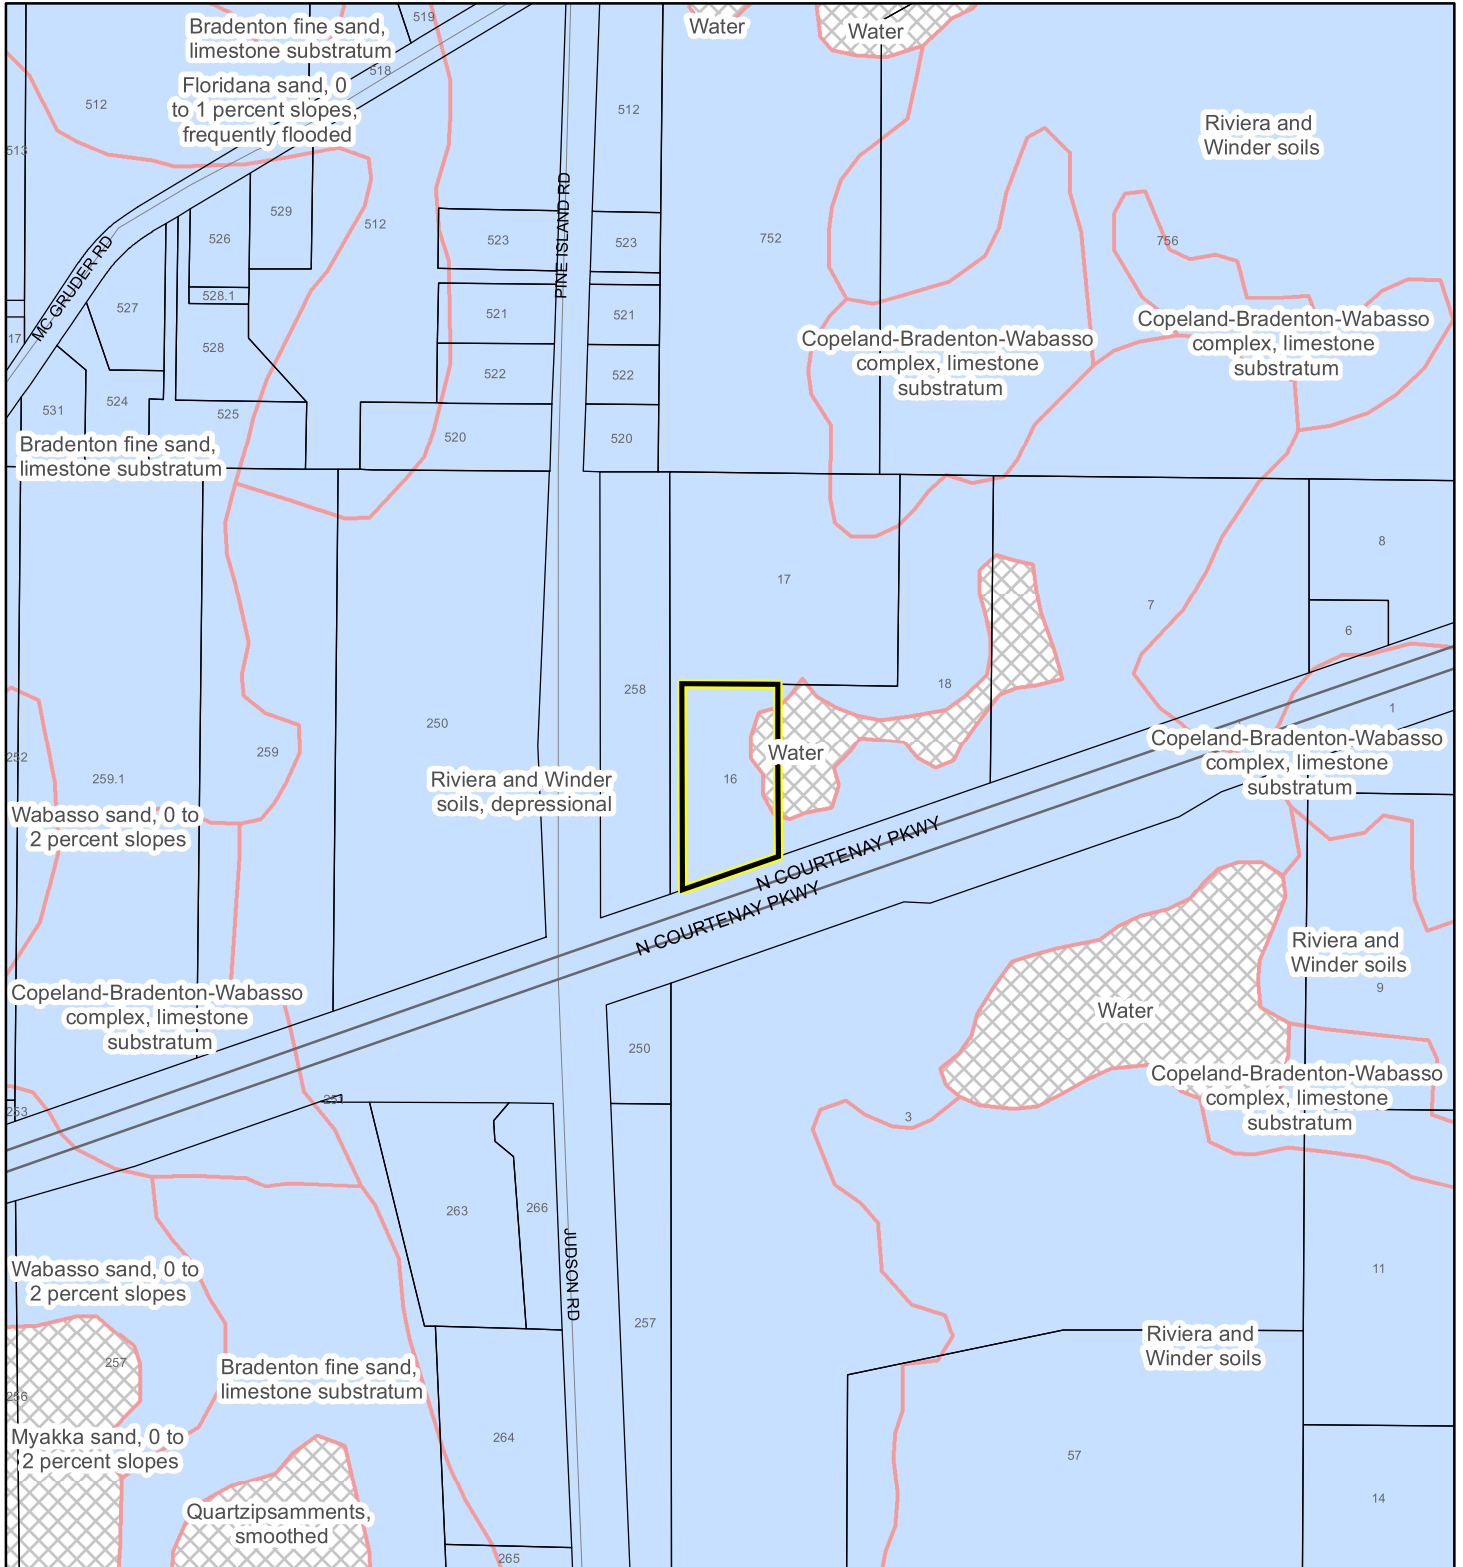 519
Bradenton fine sand,
limestone substratum
Water
Water
518
Floridana sand, 0
to 1 percent slopes,
frequently flooded
512
512
Riviera and
Winder soils
513
PINE ISLAND RD
529
512
526
523
523
752
756
MC GRUDER RD
528.1
527
521
521
Copeland-Bradenton-Wabasso
complex, limestone
substratum
Copeland-Bradenton-Wabasso
complex, limestone
substratum
17
528
522
522
524
531
525
520
520
Bradenton fine sand,
limestone substratum
8
17
7
6
258
18
1
250
259
252
259.1
Riviera and Winder
soils, depressional
16
Water
Copeland-Bradenton-Wabasso
complex, limestone
substratum
Wabasso sand, 0 to
2 percent slopes
N COURTENAY PKWY
N COURTENAY PKWY
Riviera and
Winder soils
9
Copeland-Bradenton-Wabasso
complex, limestone
substratum
Water
250
Copeland-Bradenton-Wabasso
complex, limestone
substratum
253
251
3
263
266
JUDSON RD
Wabasso sand, 0 to
2 percent slopes
11
257
Riviera and
Winder soils
257
Bradenton fine sand,
limestone substratum
256
Myakka sand, 0 to
2 percent slopes
264
57
14
Quartzipsamments,
smoothed
265